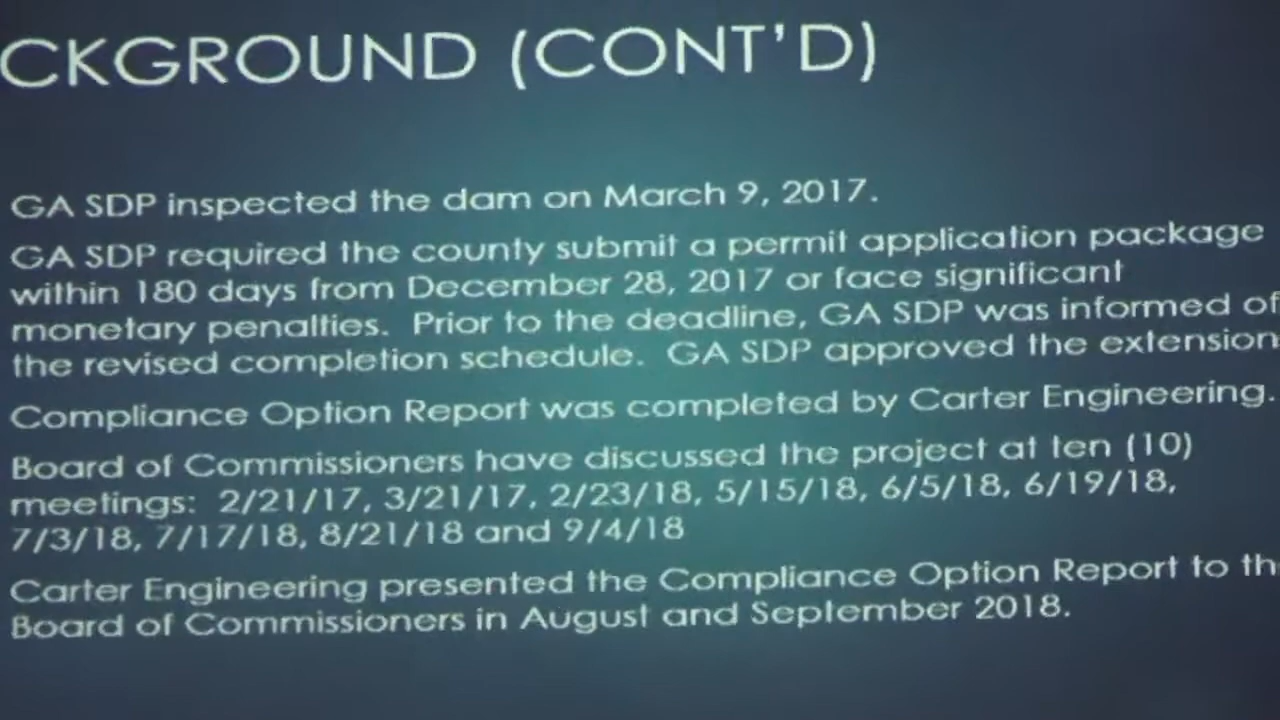 CKGROUND (CONT'D)
GA SDP inspected the dam on March 9, 2017.
GA SDP required the county submit a permit application package
within 180 days from December 28, 2017 or face significant
monetary penalties. Prior to the deadline, GA SDP was informed of
the revised completion schedule. GA SDP approved the extension
Compliance Option Report was completed by Carter Engineering.
Board of Commissioners have discussed the project at ten (10)
meetings: 2/21/17, 3/21/17, 2/23/18, 5/15/18, 6/5/18, 6/19/18,
7/3/18, 7/17/18, 8/21/18 and 9/4/18
Carter Engineering presented the Compliance Option Report to th
Board of Commissioners in August and September 2018.